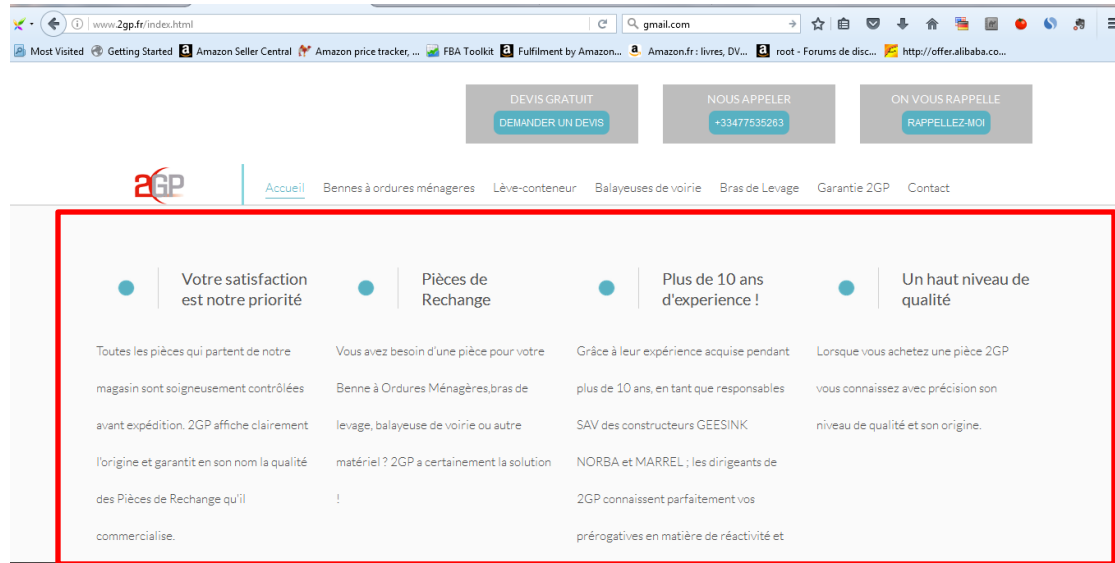 www.2gp.fr/index.html
gmail.com
Most Visited Getting Started Amazon Seller Central Amazon price tracker, ... FBA Toolkit Fulfilment by Amazon... Amazon.fr : livres, DV... root - Forums de disc... http://offer.alibaba.co...
DEVIS GRATUIT
DEMANDER UN DEVIS
NOUS APPELER
+33477535263
ON VOUS RAPPELLE
RAPPELLEZ-MOI
2GP
Accueil Bennes à ordures ménageres Lève-conteneur Balayeuses de voirie Bras de Levage Garantie 2GP Contact
Votre satisfaction
est notre priorité
Toutes les pièces qui partent de notre
magasin sont soigneusement contrôlées
avant expédition. 2GP affiche clairement
l'origine et garantit en son nom la qualité
des Pièces de Rechange qu'il
commercialise.
Pièces de
Rechange
Vous avez besoin d'une pièce pour votre
Benne à Ordures Ménagères,bras de
levage, balayeuse de voirie ou autre
matériel ? 2GP a certainement la solution
!
Plus de 10 ans
d'experience !
Grâce à leur expérience acquise pendant
plus de 10 ans, en tant que responsables
SAV des constructeurs GEESINK
NORBA et MARREL ; les dirigeants de
2GP connaissent parfaitement vos
prérogatives en matière de réactivité et
Un haut niveau de
qualité
Lorsque vous achetez une pièce 2GP
vous connaissez avec précision son
niveau de qualité et son origine.